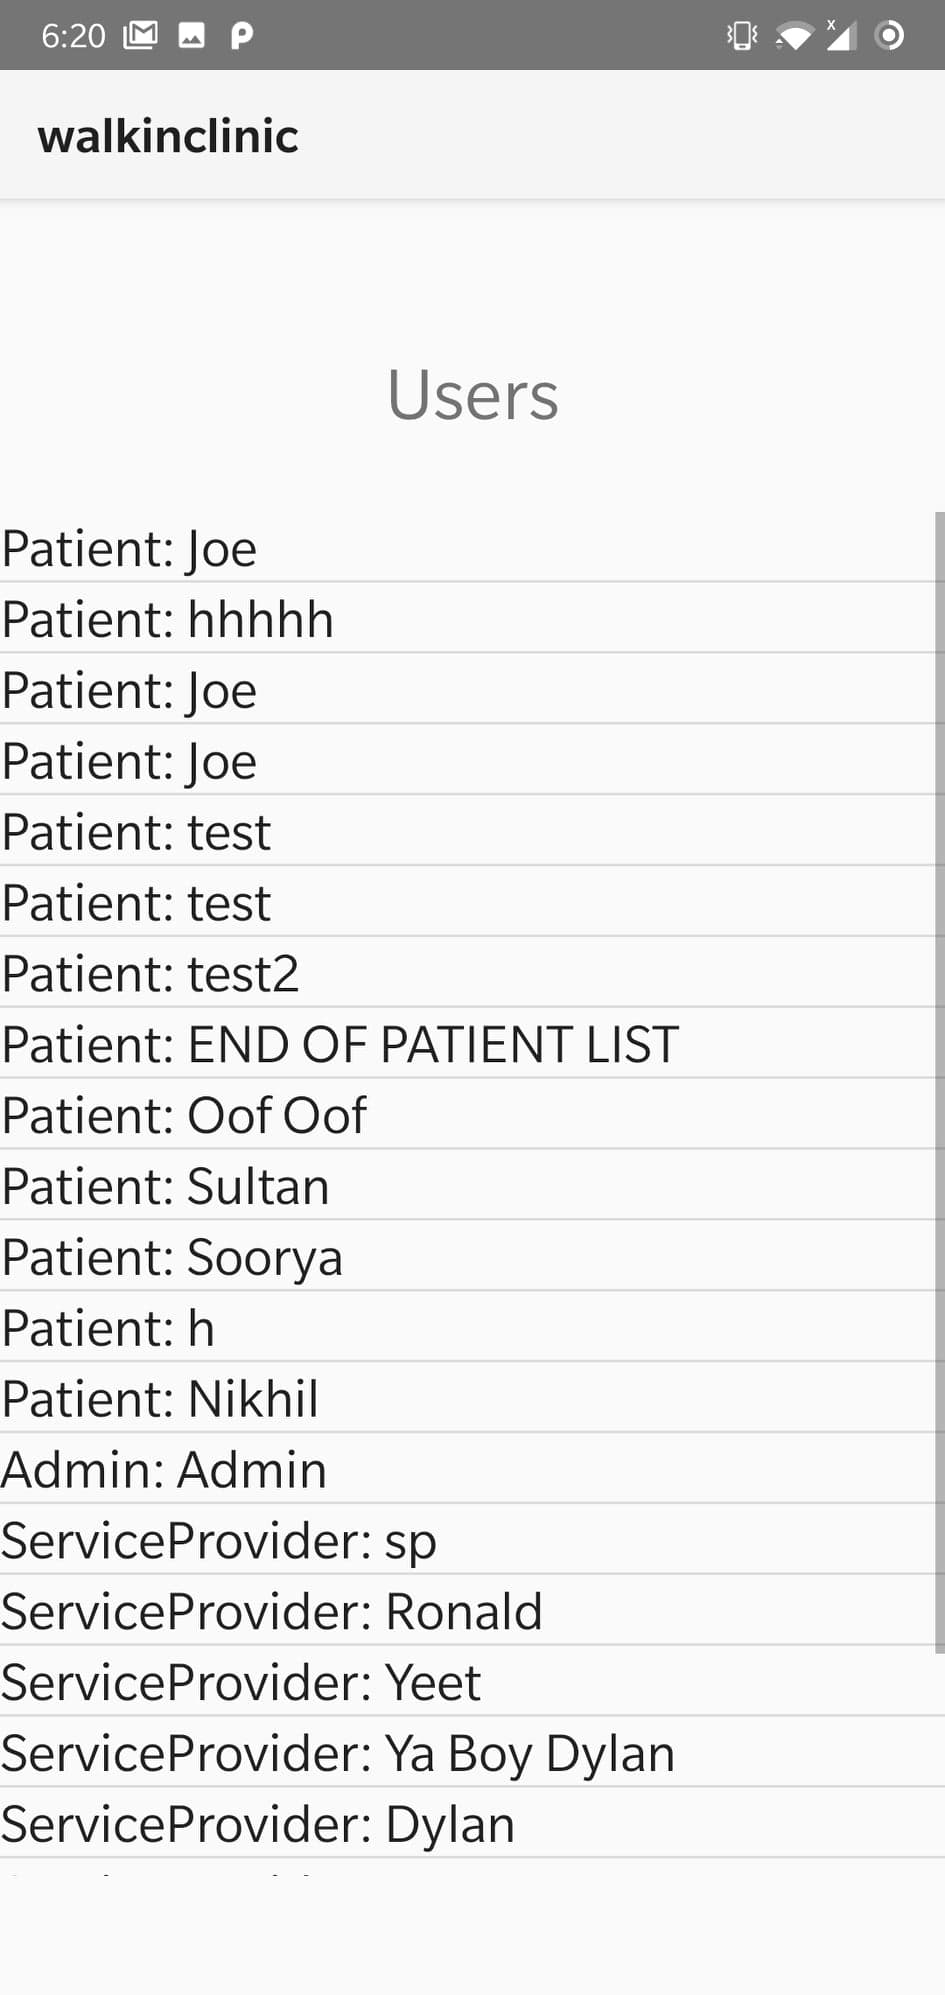 6:20
walkinclinic
Users
Patient: Joe
Patient: hhhhh
Patient: Joe
Patient: Joe
Patient: test
Patient: test
Patient: test2
Patient: END OF PATIENT LIST
Patient: Oof Oof
Patient: Sultan
Patient: Soorya
Patient: h
Patient: Nikhil
Admin: Admin
ServiceProvider: sp
ServiceProvider: Ronald
ServiceProvider: Yeet
ServiceProvider: Ya Boy Dylan
ServiceProvider: Dylan